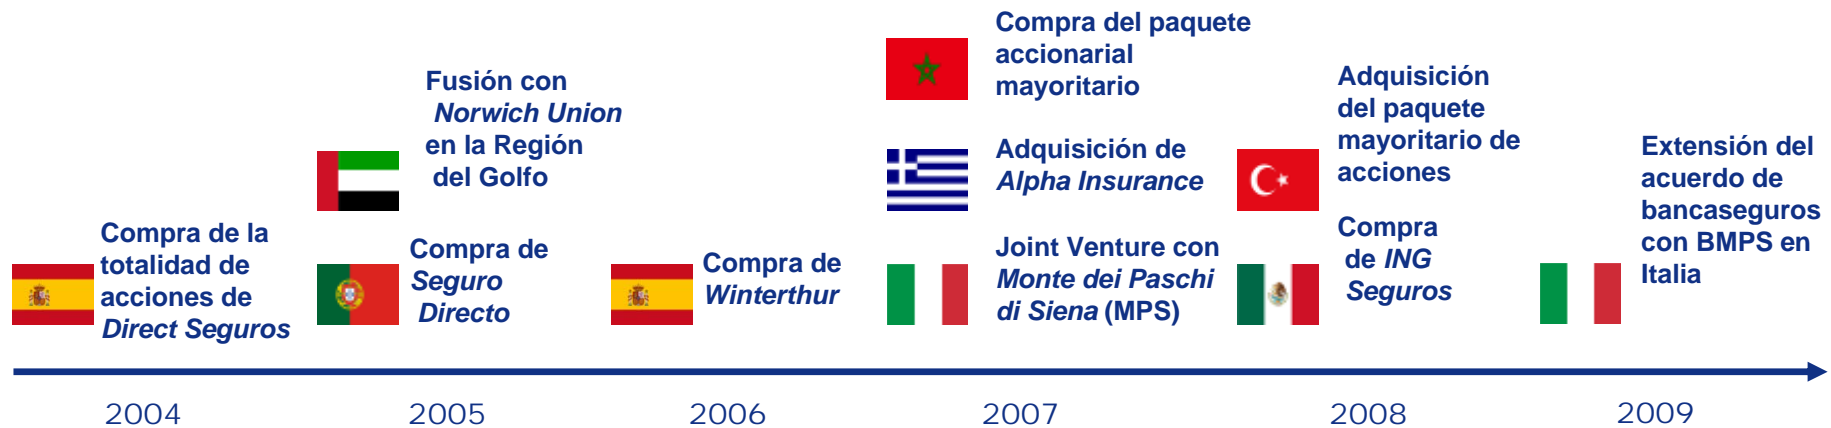 Compra de la
totalidad de
acciones de
Direct Seguros
Fusión con
Norwich Union
en la Región
del Golfo
Compra de
Seguro
Directo
Compra de
Winterthur
Compra del paquete
accionarial
mayoritario
Adquisición de
Alpha Insurance
Joint Venture con
Monte dei Paschi
di Siena (MPS)
Adquisición
del paquete
mayoritario de
acciones
Compra
de ING
Seguros
Extensión del
acuerdo de
bancaseguros
con BMPS en
Italia
2004
2005
2006
2007
2008
2009